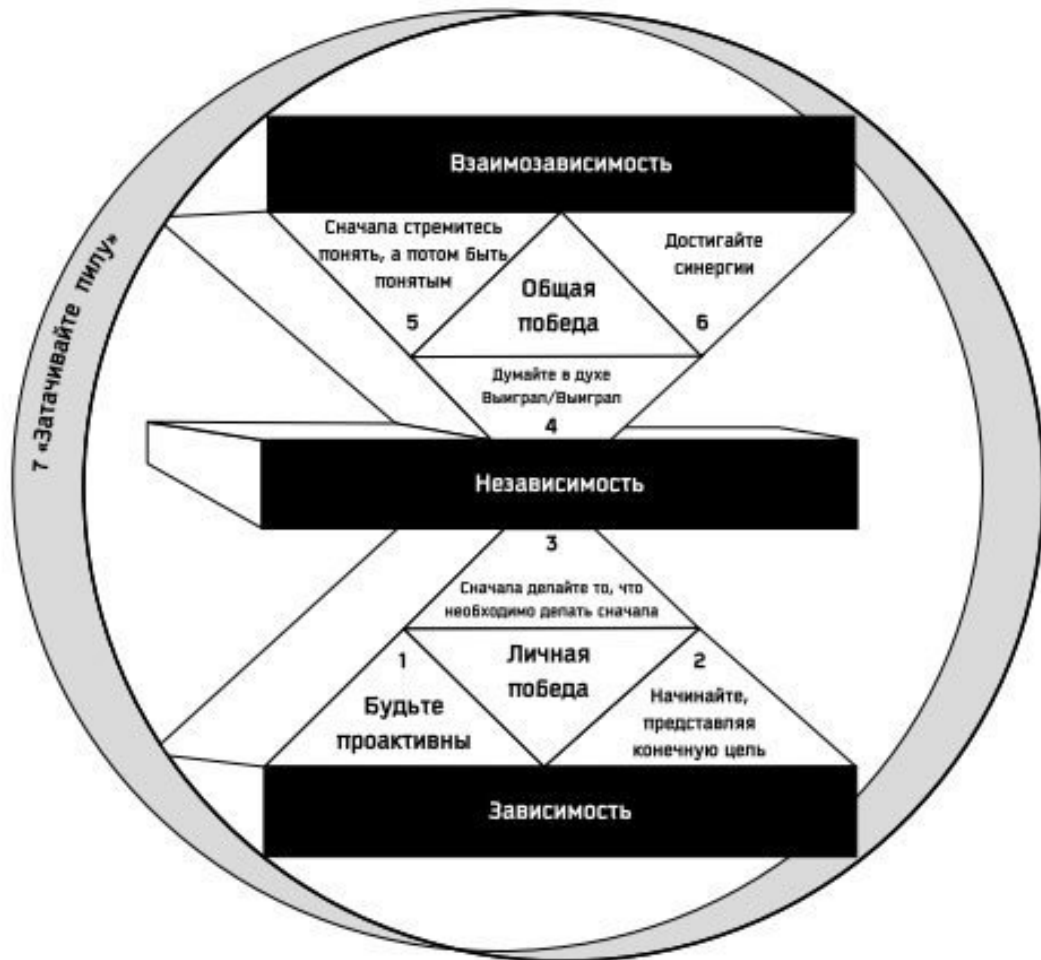 Взаимозависимость
Сначала стремитесь
понять, а потом быть
понятым
5
Общая
победа
Достигайте
синергии
6
Думайте в духе
Выиграл/Выиграл
4
7 «Затачивайте пилу»
Независимость
3
Сначала делайте то, что
необходимо делать сначала
1
Будьте
проактивны
Личная
победа
2
Начинайте,
представляя
конечную цель
Зависимость